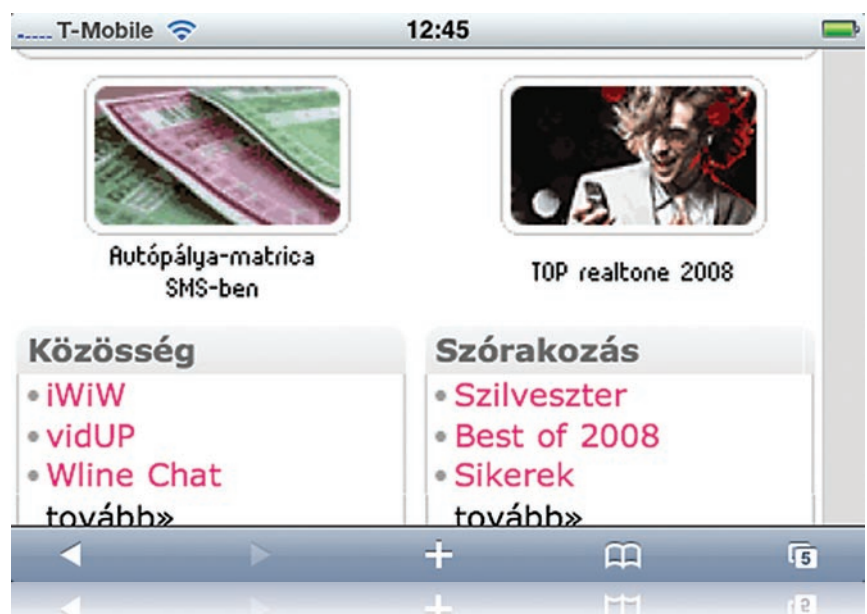 T-Mobile 12:45
Autópálya-matrica
SMS-ben
TOP realtone 2008
Közösség
iWiW
vidUP
Wline Chat
tovább»
Szórakozás
Szilveszter
Best of 2008
Sikerek
tovább»
5